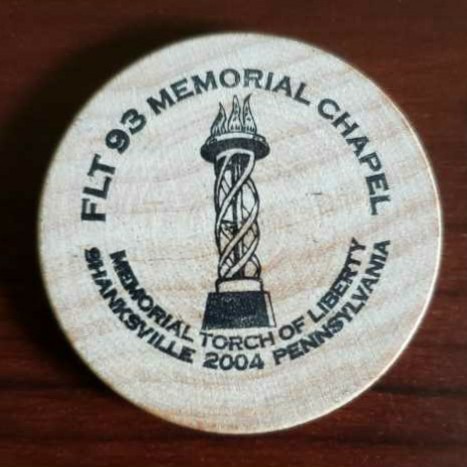 FLT 93 MEMORIAL CHAPEL
MEMORIAL TORCH OF LIBERTY
SHANKSVILLE 2004 PENNSYLVANIA